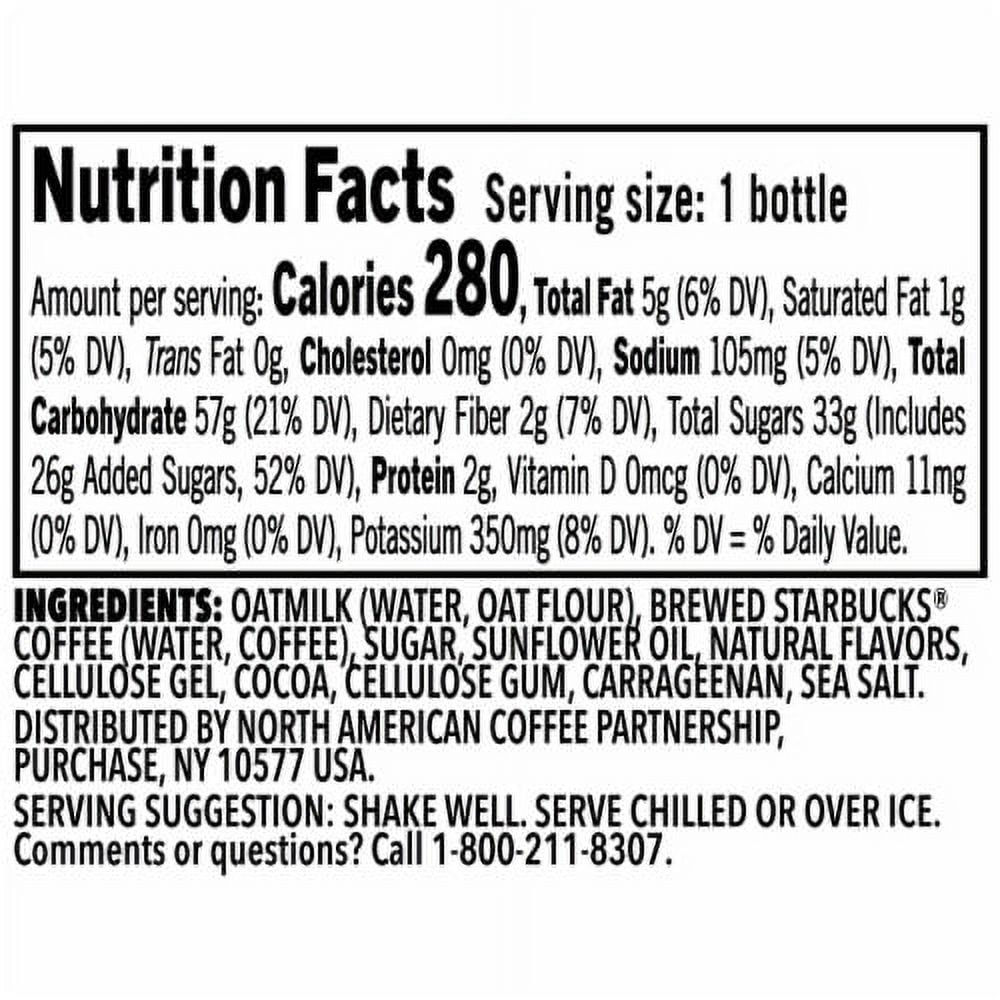 Nutrition Facts Serving size: 1 bottle
Amount per serving: Calories 280, Total Fat 5g (6% DV), Saturated Fat 1g
(5% DV), Trans Fat 0g, Cholesterol 0mg (0% DV), Sodium 105mg (5% DV), Total
Carbohydrate 57g (21% DV), Dietary Fiber 2g (7% DV), Total Sugars 33g (Includes
26g Added Sugars, 52% DV), Protein 2g, Vitamin D 0mcg (0% DV), Calcium 11mg
(0% DV), Iron 0mg (0% DV), Potassium 350mg (8% DV). % DV = % Daily Value.
INGREDIENTS: OATMILK (WATER, OAT FLOUR), BREWED STARBUCKS®
COFFEE (WATER, COFFEE), SUGAR, SUNFLOWER OIL, NATURAL FLAVORS,
CELLULOSE GEL, COCOA, CELLULOSE GUM, CARRAGEENAN, SEA SALT.
DISTRIBUTED BY NORTH AMERICAN COFFEE PARTNERSHIP,
PURCHASE, NY 10577 USA.
SERVING SUGGESTION: SHAKE WELL. SERVE CHILLED OR OVER ICE.
Comments or questions? Call 1-800-211-8307.